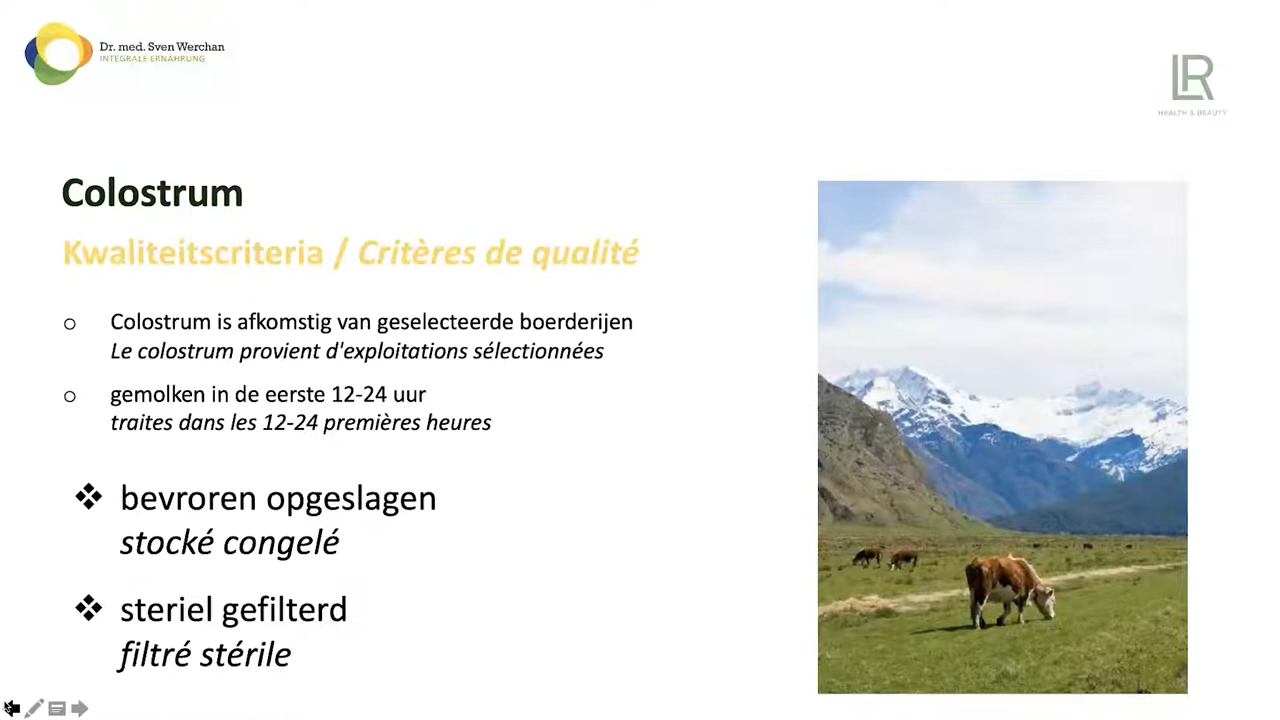 Dr. med. Sven Werchan
INTEGRALE ERNÄHRUNG
LR
HEALTH & BEAUTY
Colostrum
Kwaliteitscriteria / Critères de qualité
o Colostrum is afkomstig van geselecteerde boerderijen
Le colostrum provient d'exploitations sélectionnées
o gemolken in de eerste 12-24 uur
traites dans les 12-24 premières heures
❖ bevroren opgeslagen
stocké congelé
❖ steriel gefilterd
filtré stérile